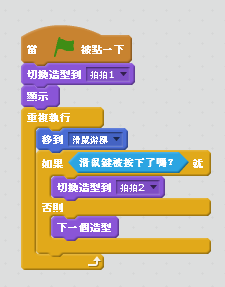 當 被點一下
切換造型到 拍拍1
顯示
重複執行
移到 滑鼠游標
如果 滑鼠鍵被按下了嗎? 就
切換造型到 拍拍2
否則
下一個造型